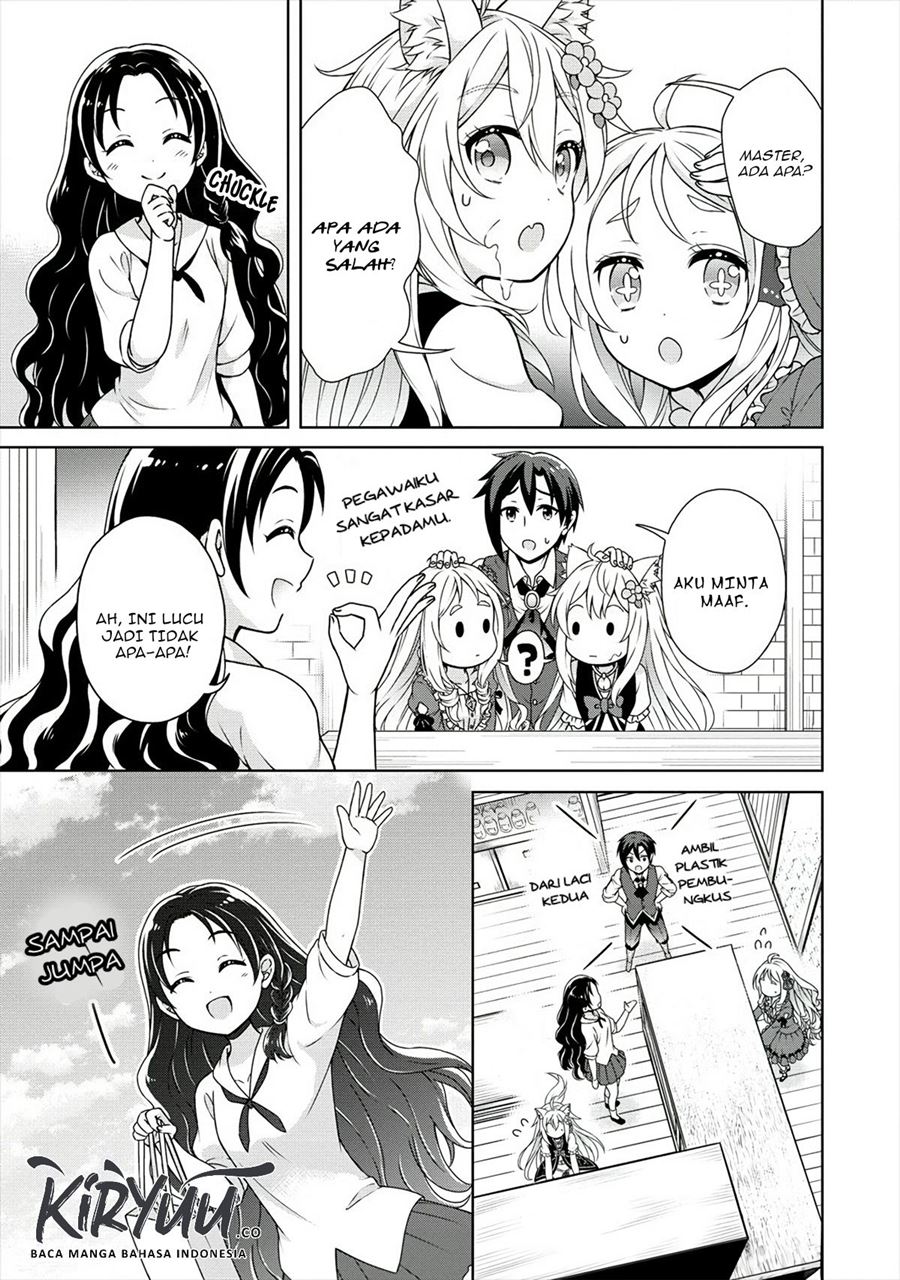 MASTER,
ADA APA?
APA ADA
YANG
SALAH?
CHUCKLE
AKU MINTA
MAAF.
PEGAWAIKU
SANGAT KASAR
KEPADAMU.
?
AH, INI LUCU
JADI TIDAK
APA-APA!
AMBIL
PLASTIK
PEMBU-
NGKUS
DARI LACI
KEDUA
SAMPAI
JUMPA
KIRYUU.CO
BACA MANGA BAHASA INDONESIA